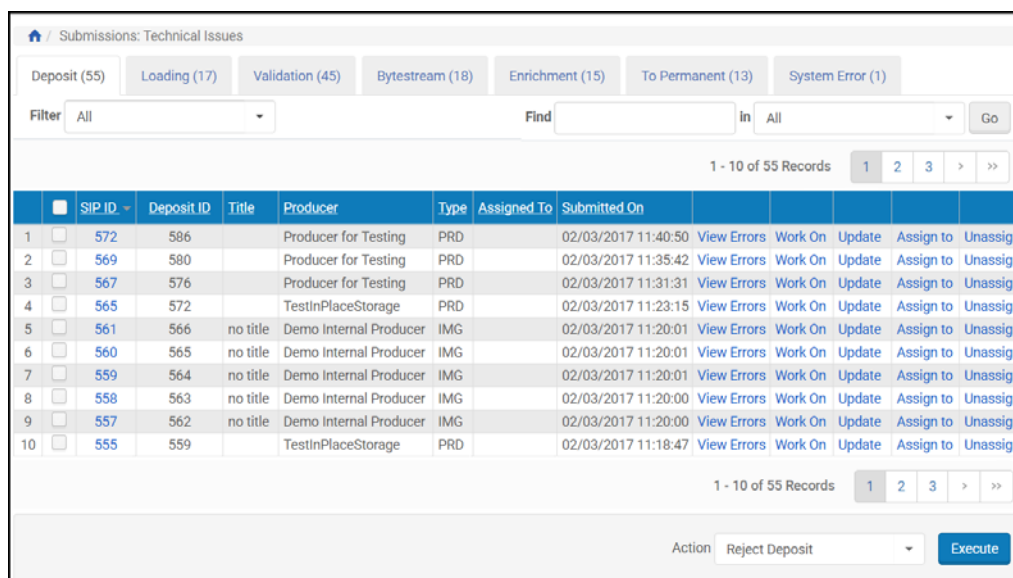 / Submissions: Technical Issues
Deposit (55) Loading (17) Validation (45) Bytestream (18) Enrichment (15) To Permanent (13) System Error (1)
Filter All Find in All Go
1 - 10 of 55 Records 1 2 3 > >>
SIP ID Deposit ID Title Producer Type Assigned To Submitted On
1 572 586 Producer for Testing PRD 02/03/2017 11:40:50 View Errors Work On Update Assign to Unassig
2 569 580 Producer for Testing PRD 02/03/2017 11:35:42 View Errors Work On Update Assign to Unassig
3 567 576 Producer for Testing PRD 02/03/2017 11:31:31 View Errors Work On Update Assign to Unassig
4 565 572 TestInPlaceStorage PRD 02/03/2017 11:23:15 View Errors Work On Update Assign to Unassig
5 561 566 no title Demo Internal Producer IMG 02/03/2017 11:20:01 View Errors Work On Update Assign to Unassig
6 560 565 no title Demo Internal Producer IMG 02/03/2017 11:20:01 View Errors Work On Update Assign to Unassig
7 559 564 no title Demo Internal Producer IMG 02/03/2017 11:20:01 View Errors Work On Update Assign to Unassig
8 558 563 no title Demo Internal Producer IMG 02/03/2017 11:20:00 View Errors Work On Update Assign to Unassig
9 557 562 no title Demo Internal Producer IMG 02/03/2017 11:20:00 View Errors Work On Update Assign to Unassig
10 555 559 TestInPlaceStorage PRD 02/03/2017 11:18:47 View Errors Work On Update Assign to Unassig
1 - 10 of 55 Records 1 2 3 > >>
Action Reject Deposit Execute